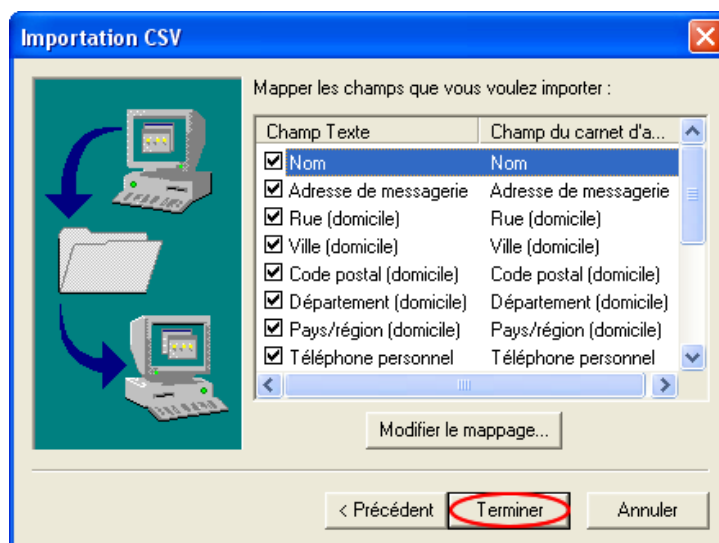 Importation CSV
Mapper les champs que vous voulez importer :
Champ Texte Champ du carnet d'a...
Nom Nom
Adresse de messagerie Adresse de messagerie
Rue (domicile) Rue (domicile)
Ville (domicile) Ville (domicile)
Code postal (domicile) Code postal (domicile)
Département (domicile) Département (domicile)
Pays/région (domicile) Pays/région (domicile)
Téléphone personnel Téléphone personnel
Modifier le mappage...
< Précédent Terminer Annuler